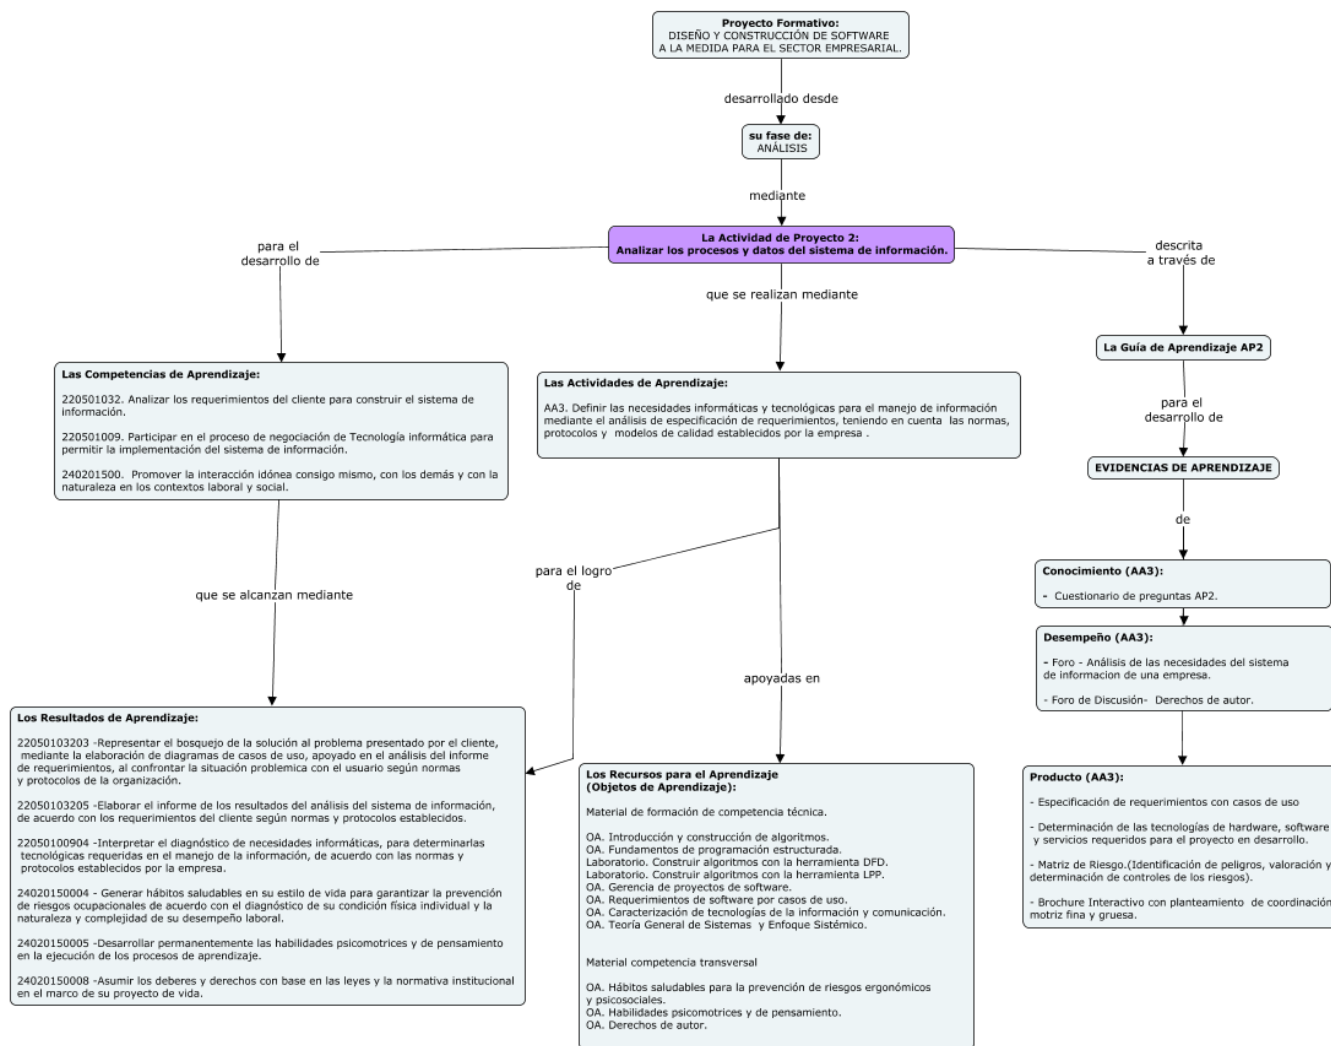 Proyecto Formativo:
DISEÑO Y CONSTRUCCIÓN DE SOFTWARE
A LA MEDIDA PARA EL SECTOR EMPRESARIAL.
desarrollado desde
su fase de:
ANÁLISIS
mediante
La Actividad de Proyecto 2:
Analizar los procesos y datos del sistema de información.
para el
desarrollo de
que se realizan mediante
descrita
a través de
Las Competencias de Aprendizaje:
220501032. Analizar los requerimientos del cliente para construir el sistema de
información.
220501009. Participar en el proceso de negociación de Tecnología informática para
permitir la implementación del sistema de información.
240201500. Promover la interacción idónea consigo mismo, con los demás y con la
naturaleza en los contextos laboral y social.
que se alcanzan mediante
Los Resultados de Aprendizaje:
22050103203 -Representar el bosquejo de la solución al problema presentado por el cliente,
mediante la elaboración de diagramas de casos de uso, apoyado en el análisis del informe
de requerimientos, al confrontar la situación problemica con el usuario según normas
y protocolos de la organización.
22050103205 -Elaborar el informe de los resultados del análisis del sistema de información,
de acuerdo con los requerimientos del cliente según normas y protocolos establecidos.
22050100904 -Interpretar el diagnóstico de necesidades informáticas, para determinarlas
tecnológicas requeridas en el manejo de la información, de acuerdo con las normas y
protocolos establecidos por la empresa.
24020150004 - Generar hábitos saludables en su estilo de vida para garantizar la prevención
de riesgos ocupacionales de acuerdo con el diagnóstico de su condición física individual y la
naturaleza y complejidad de su desempeño laboral.
24020150005 -Desarrollar permanentemente las habilidades psicomotrices y de pensamiento
en la ejecución de los procesos de aprendizaje.
24020150008 -Asumir los deberes y derechos con base en las leyes y la normativa institucional
en el marco de su proyecto de vida.
Las Actividades de Aprendizaje:
AA3. Definir las necesidades informáticas y tecnológicas para el manejo de información
mediante el análisis de especificación de requerimientos, teniendo en cuenta las normas,
protocolos y modelos de calidad establecidos por la empresa .
para el logro
de
apoyadas en
Los Recursos para el Aprendizaje
(Objetos de Aprendizaje):
Material de formación de competencia técnica.
OA. Introducción y construcción de algoritmos.
OA. Fundamentos de programación estructurada.
Laboratorio. Construir algoritmos con la herramienta DFD.
Laboratorio. Construir algoritmos con la herramienta LPP.
OA. Gerencia de proyectos de software.
OA. Requerimientos de software por casos de uso.
OA. Caracterización de tecnologías de la información y comunicación.
OA. Teoría General de Sistemas y Enfoque Sistémico.
Material competencia transversal
OA. Hábitos saludables para la prevención de riesgos ergonómicos
y psicosociales.
OA. Habilidades psicomotrices y de pensamiento.
OA. Derechos de autor.
La Guía de Aprendizaje AP2
para el
desarrollo de
EVIDENCIAS DE APRENDIZAJE
de
Conocimiento (AA3):
- Cuestionario de preguntas AP2.
Desempeño (AA3):
- Foro - Análisis de las necesidades del sistema
de informacion de una empresa.
- Foro de Discusión- Derechos de autor.
Producto (AA3):
- Especificación de requerimientos con casos de uso
- Determinación de las tecnologías de hardware, software
y servicios requeridos para el proyecto en desarrollo.
- Matriz de Riesgo.(Identificación de peligros, valoración y
determinación de controles de los riesgos).
- Brochure Interactivo con planteamiento de coordinación
motriz fina y gruesa.